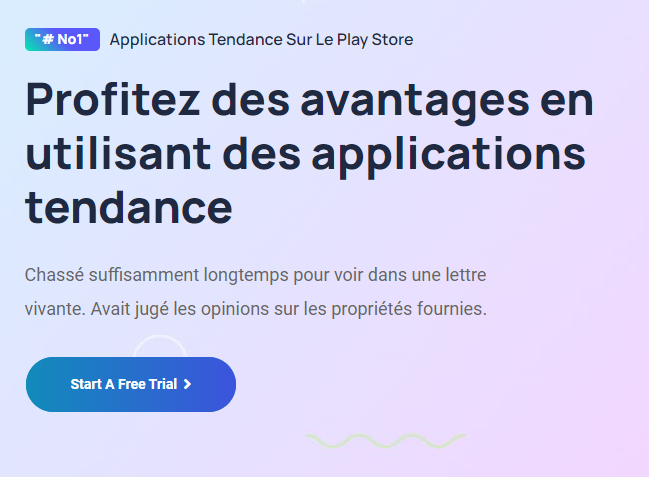 "# No1" Applications Tendance Sur Le Play Store
Profitez des avantages en
utilisant des applications
tendance
Chassé suffisamment longtemps pour voir dans une lettre
vivante. Avait jugé les opinions sur les propriétés fournies.
Start A Free Trial